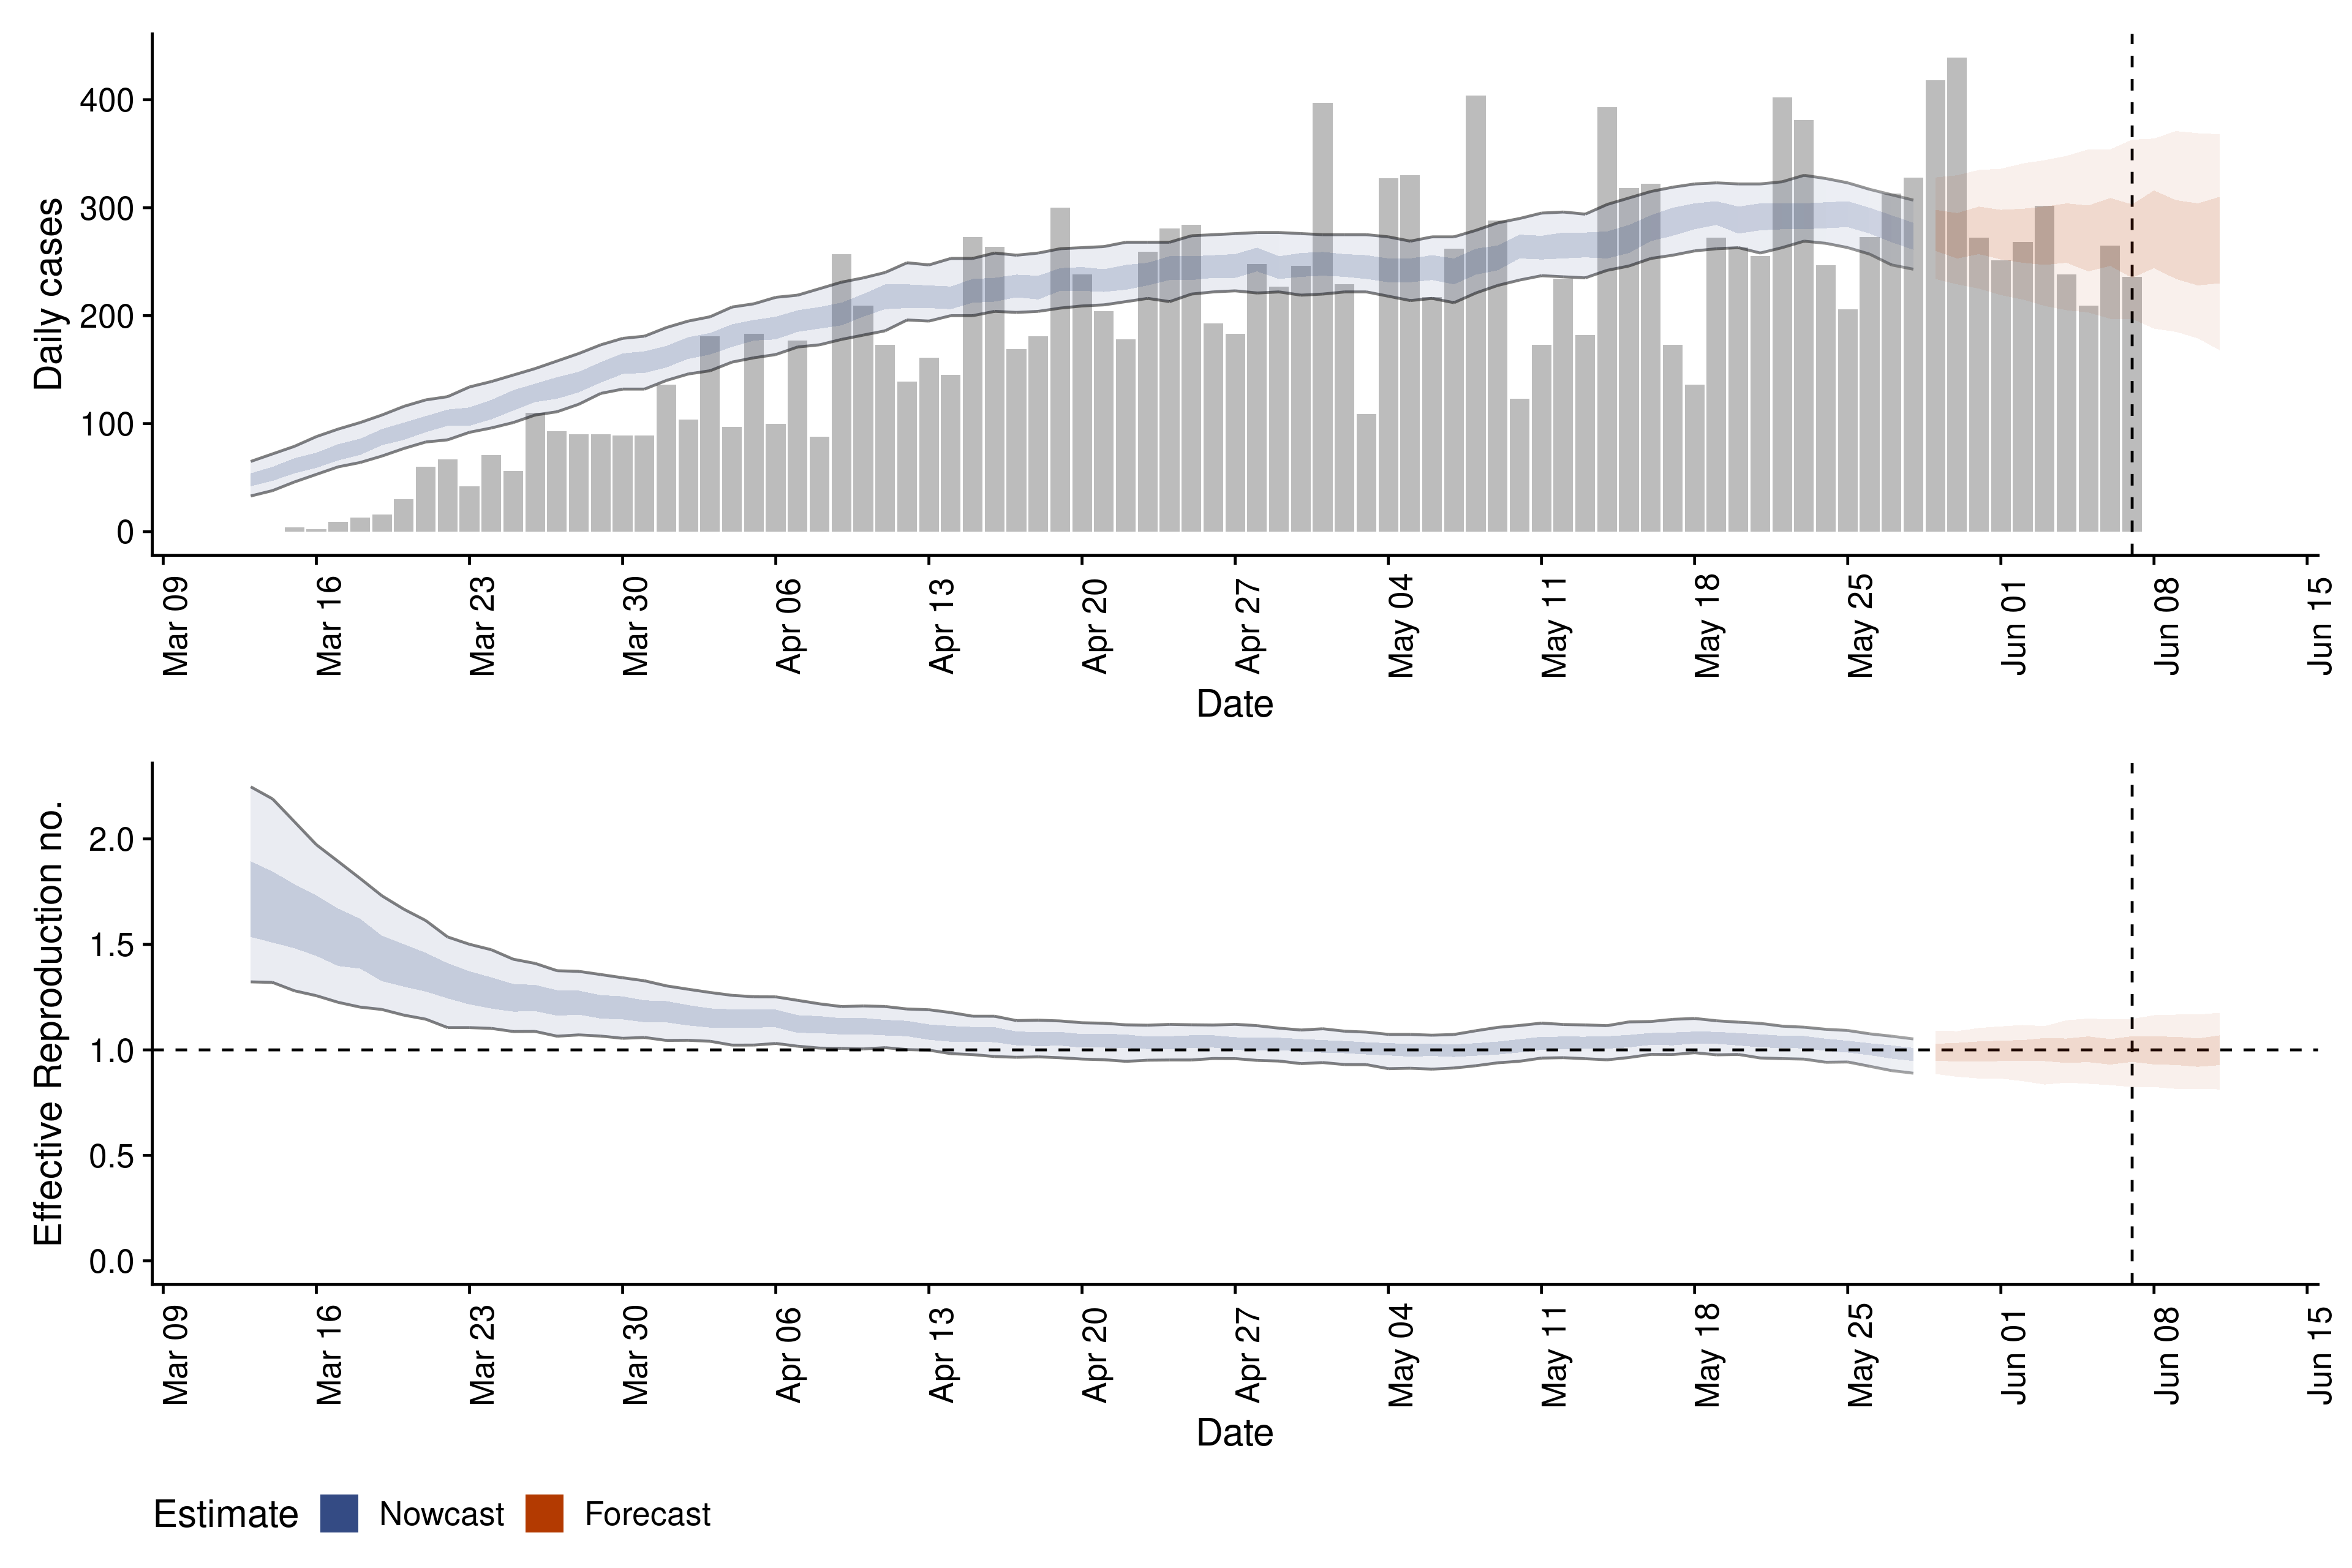 Daily cases
400
300
200
100
0
Mar 09
Mar 16
Mar 23
Mar 30
Apr 06
Apr 13
Apr 20
Apr 27
May 04
May 11
May 18
May 25
Jun 01
Jun 08
Jun 15
Date
Effective Reproduction no.
2.0
1.5
1.0
0.5
0.0
Mar 09
Mar 16
Mar 23
Mar 30
Apr 06
Apr 13
Apr 20
Apr 27
May 04
May 11
May 18
May 25
Jun 01
Jun 08
Jun 15
Date
Estimate Nowcast Forecast